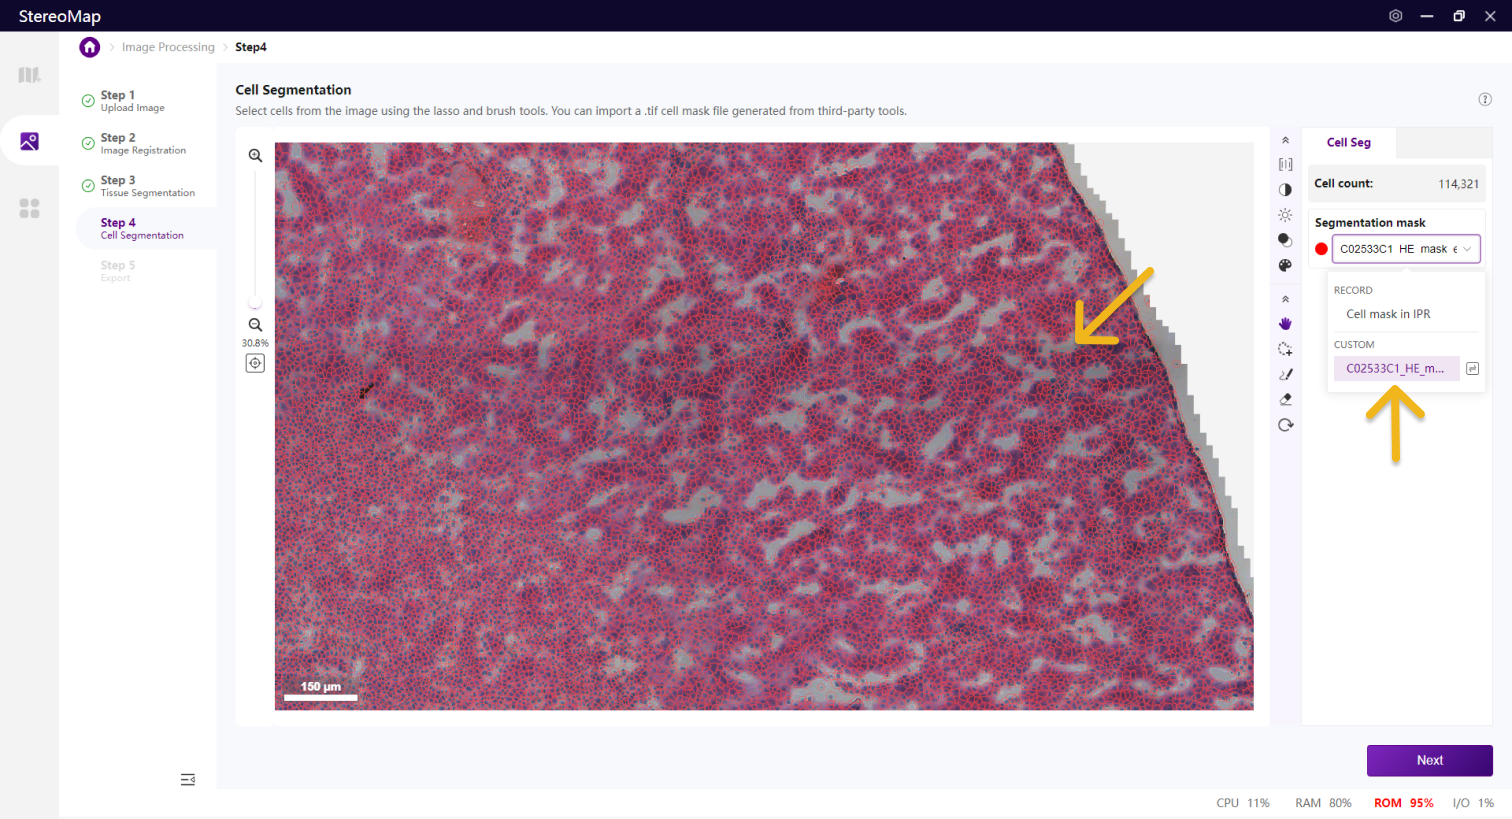 StereoMap
Image Processing
Step4
Step 1
Upload Image
Step 2
Image Registration
Step 3
Tissue Segmentation
Step 4
Cell Segmentation
Step 5
Export
Cell Segmentation
Select cells from the image using the lasso and brush tools. You can import a .tif cell mask file generated from third-party tools.
30.8%
150 μm
Cell Seg
Cell count: 114,321
Segmentation mask
C02533C1 HE mask e
RECORD
Cell mask in IPR
CUSTOM
C02533C1_HE_m...
Next
CPU 11% RAM 80% ROM 95% I/O 1%